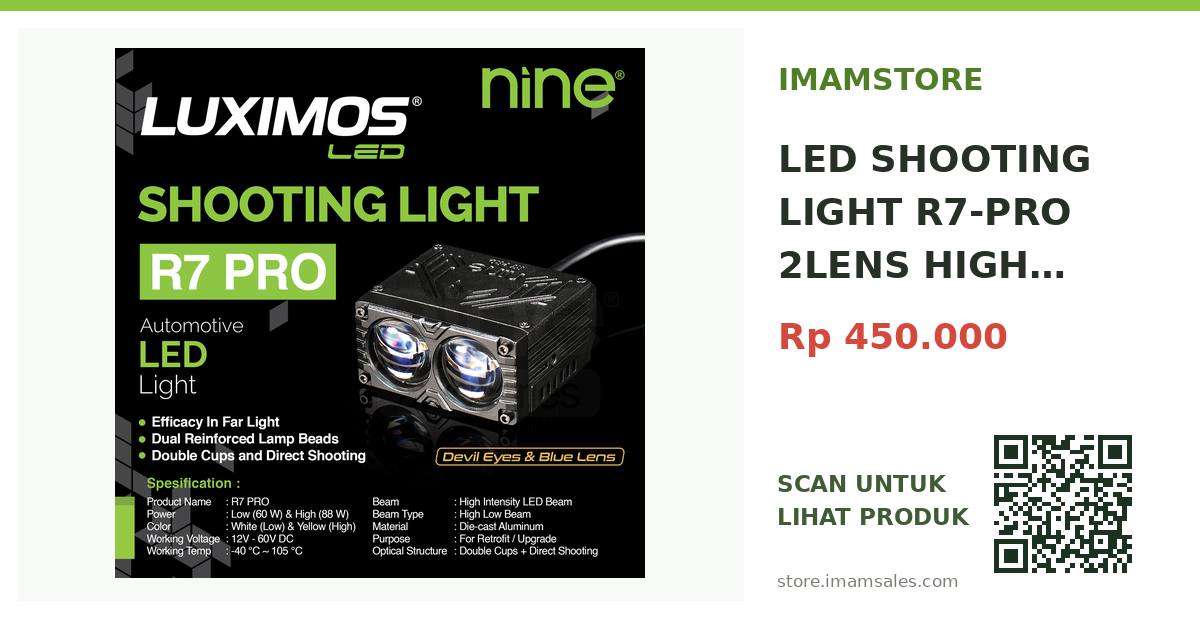 nine®
LUXIMOS®
LED
SHOOTING LIGHT
R7 PRO
Automotive
LED
Light
• Efficacy In Far Light
• Dual Reinforced Lamp Beads
• Double Cups and Direct Shooting
Devil Eyes & Blue Lens
Spesification :
Product Name : R7 PRO
Power : Low (60 W) & High (88 W)
Color : White (Low) & Yellow (High)
Working Voltage : 12V - 60V DC
Working Temp : -40 °C ~ 105 °C
Beam : High Intensity LED Beam
Beam Type : High Low Beam
Material : Die-cast Aluminum
Purpose : For Retrofit / Upgrade
Optical Structure : Double Cups + Direct Shooting
IMAMSTORE
LED SHOOTING
LIGHT R7-PRO
2LENS HIGH...
Rp 450.000
SCAN UNTUK
LIHAT PRODUK
store.imamsales.com